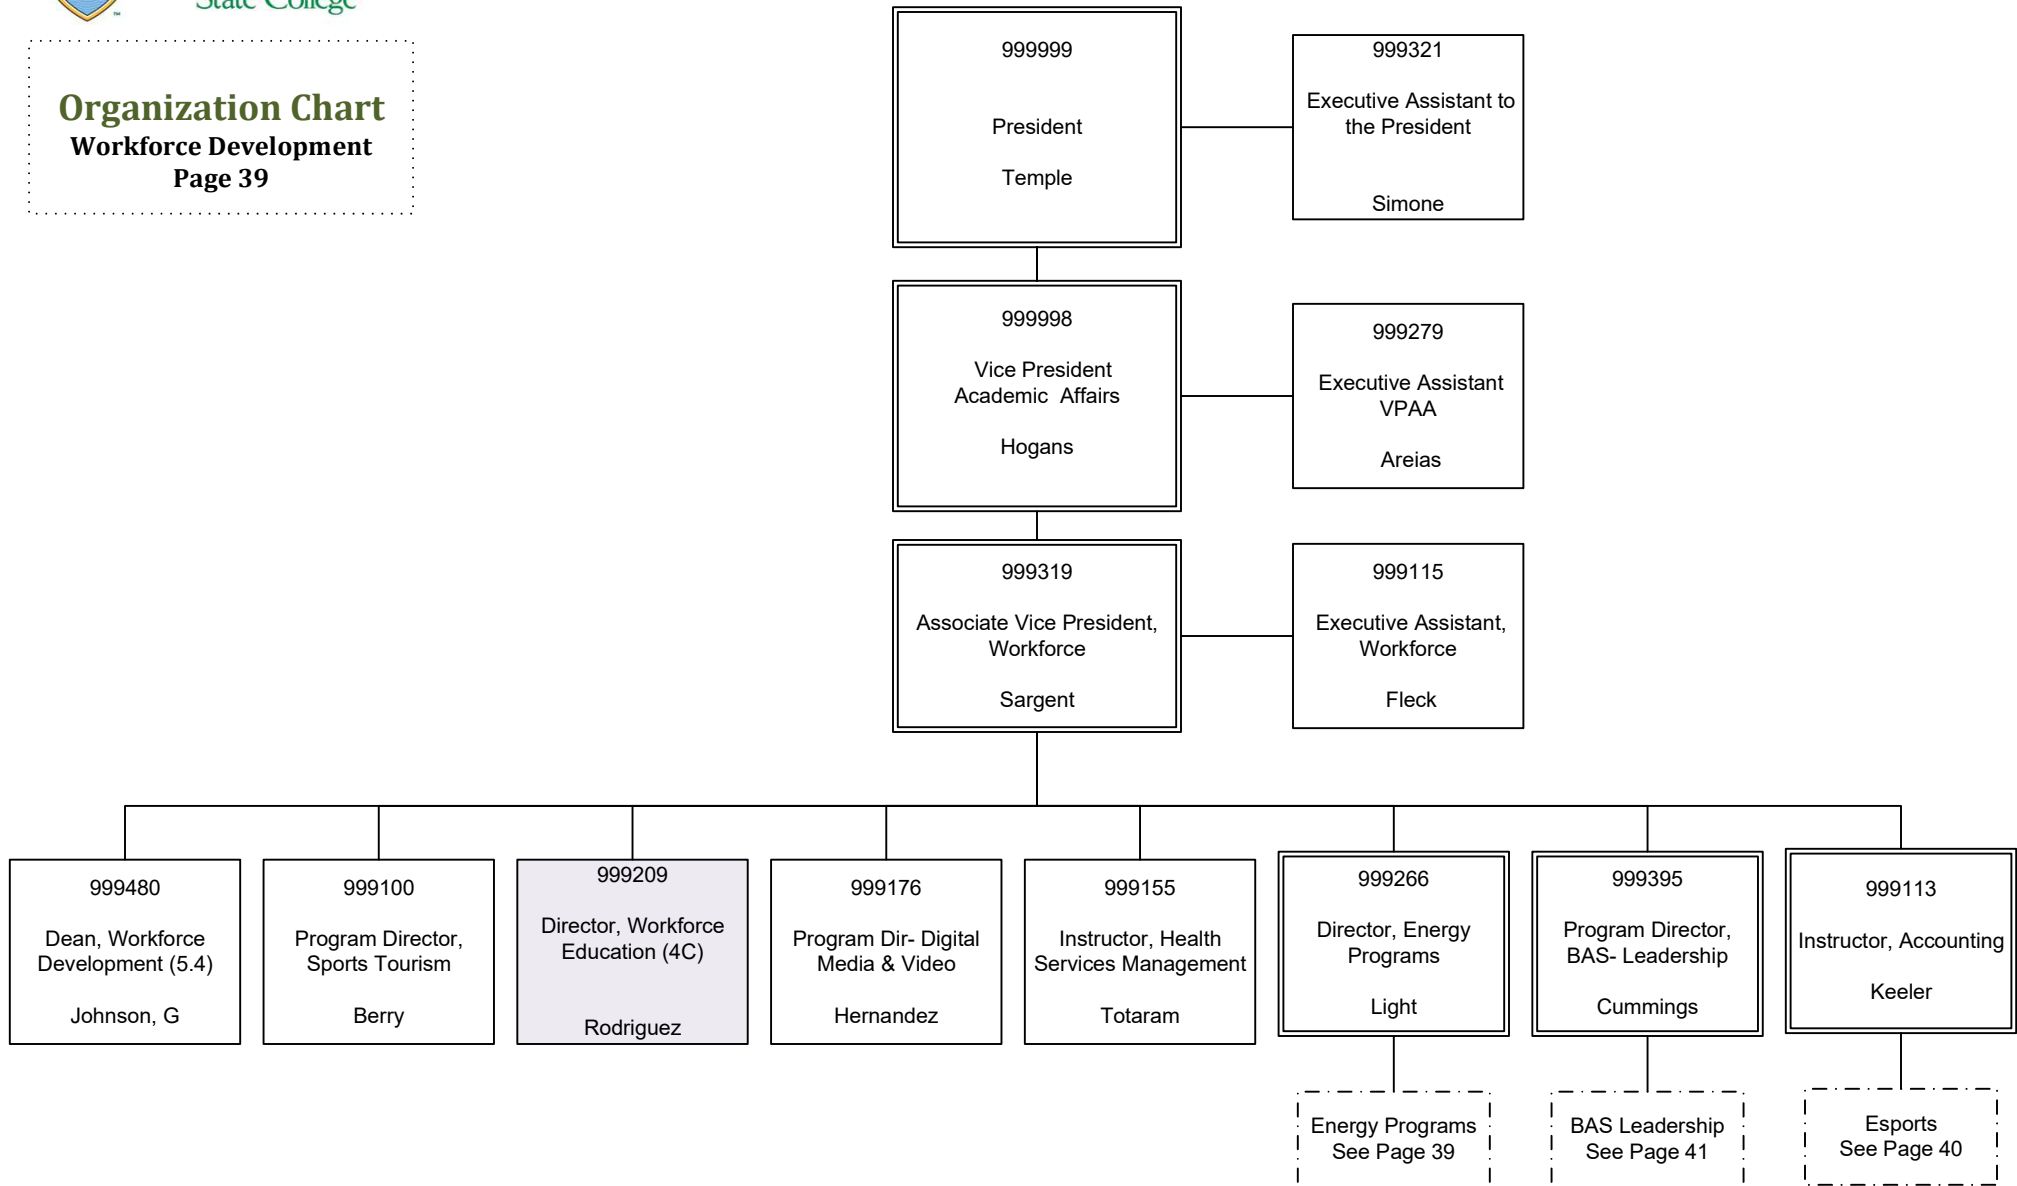 State College
™
Organization Chart
Workforce Development
Page 39
999999
President
Temple
999321
Executive Assistant to
the President
Simone
999998
Vice President
Academic  Affairs
Hogans
999279
Executive Assistant
VPAA
Areias
999319
Associate Vice President,
Workforce
Sargent
999115
Executive Assistant,
Workforce
Fleck
999480
Dean, Workforce
Development (5.4)
Johnson, G
999100
Program Director,
Sports Tourism
Berry
999209
Director, Workforce
Education (4C)
Rodriguez
999176
Program Dir- Digital
Media & Video
Hernandez
999155
Instructor, Health
Services Management
Totaram
999266
Director, Energy
Programs
Light
999395
Program Director,
BAS- Leadership
Cummings
999113
Instructor, Accounting
Keeler
Energy Programs
See Page 39
BAS Leadership
See Page 41
Esports
See Page 40